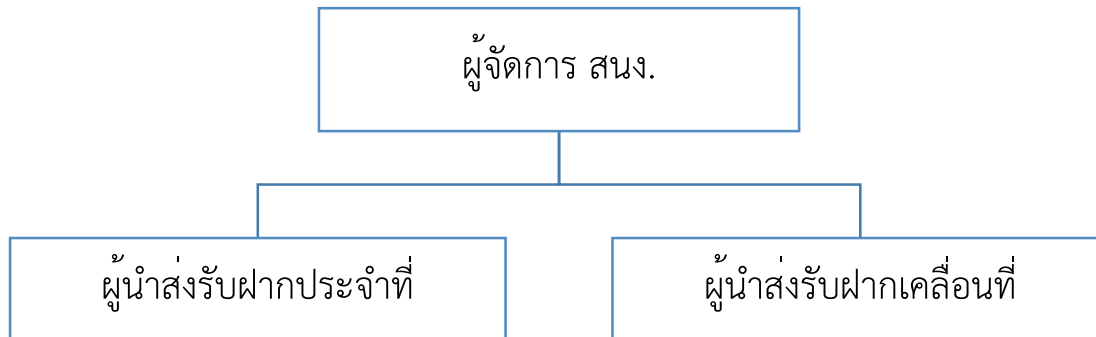 ผู้จัดการ สนง.
ผู้นำส่งรับฝากประจำที่
ผู้นำส่งรับฝากเคลื่อนที่